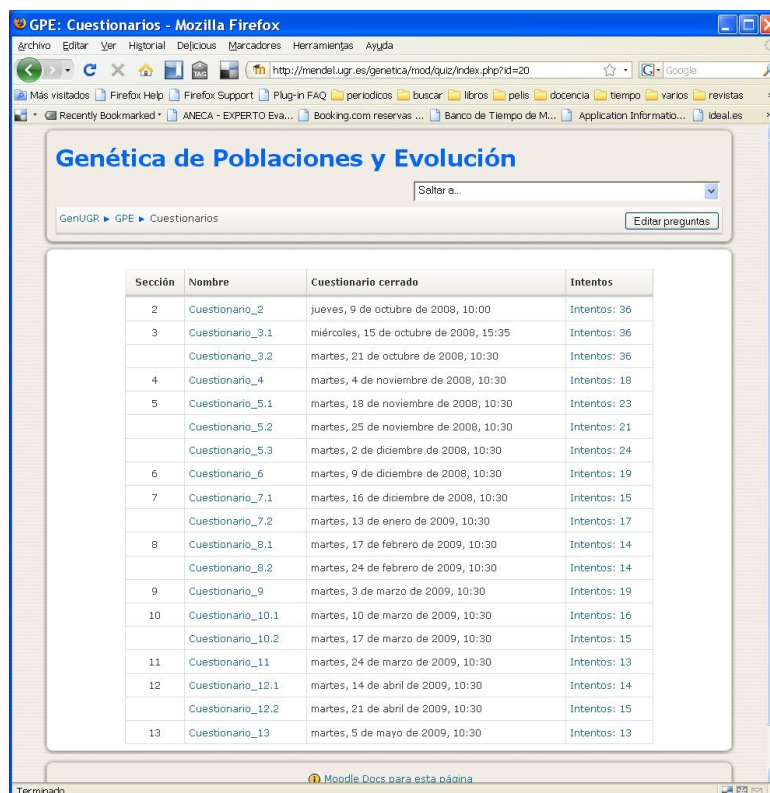 GPE: Cuestionarios - Mozilla Firefox
Archivo Editar Ver Historial Delicious Marcadores Herramientas Ayuda
TAG http://mendel.ugr.es/genetica/mod/quiz/index.php?id=20 G Google
Más visitados Firefox Help Firefox Support Plug-in FAQ periodicos buscar libros pelis docencia tiempo varios revistas
Recently Bookmarked ANECA - EXPERTO Eva... Booking.com reservas ... Banco de Tiempo de M... Application Informatio... ideal.es
Genética de Poblaciones y Evolución
Saltar a...
GenUGR ► GPE ► Cuestionarios Editar preguntas
Sección Nombre Cuestionario cerrado Intentos
2 Cuestionario_2 jueves, 9 de octubre de 2008, 10:00 Intentos: 36
3 Cuestionario_3.1 miércoles, 15 de octubre de 2008, 15:35 Intentos: 36
Cuestionario_3.2 martes, 21 de octubre de 2008, 10:30 Intentos: 36
4 Cuestionario_4 martes, 4 de noviembre de 2008, 10:30 Intentos: 18
5 Cuestionario_5.1 martes, 18 de noviembre de 2008, 10:30 Intentos: 23
Cuestionario_5.2 martes, 25 de noviembre de 2008, 10:30 Intentos: 21
Cuestionario_5.3 martes, 2 de diciembre de 2008, 10:30 Intentos: 24
6 Cuestionario_6 martes, 9 de diciembre de 2008, 10:30 Intentos: 19
7 Cuestionario_7.1 martes, 16 de diciembre de 2008, 10:30 Intentos: 15
Cuestionario_7.2 martes, 13 de enero de 2009, 10:30 Intentos: 17
8 Cuestionario_8.1 martes, 17 de febrero de 2009, 10:30 Intentos: 14
Cuestionario_8.2 martes, 24 de febrero de 2009, 10:30 Intentos: 14
9 Cuestionario_9 martes, 3 de marzo de 2009, 10:30 Intentos: 19
10 Cuestionario_10.1 martes, 10 de marzo de 2009, 10:30 Intentos: 16
Cuestionario_10.2 martes, 17 de marzo de 2009, 10:30 Intentos: 15
11 Cuestionario_11 martes, 24 de marzo de 2009, 10:30 Intentos: 13
12 Cuestionario_12.1 martes, 14 de abril de 2009, 10:30 Intentos: 14
Cuestionario_12.2 martes, 21 de abril de 2009, 10:30 Intentos: 15
13 Cuestionario_13 martes, 5 de mayo de 2009, 10:30 Intentos: 13
Moodle Docs para esta página
Terminado